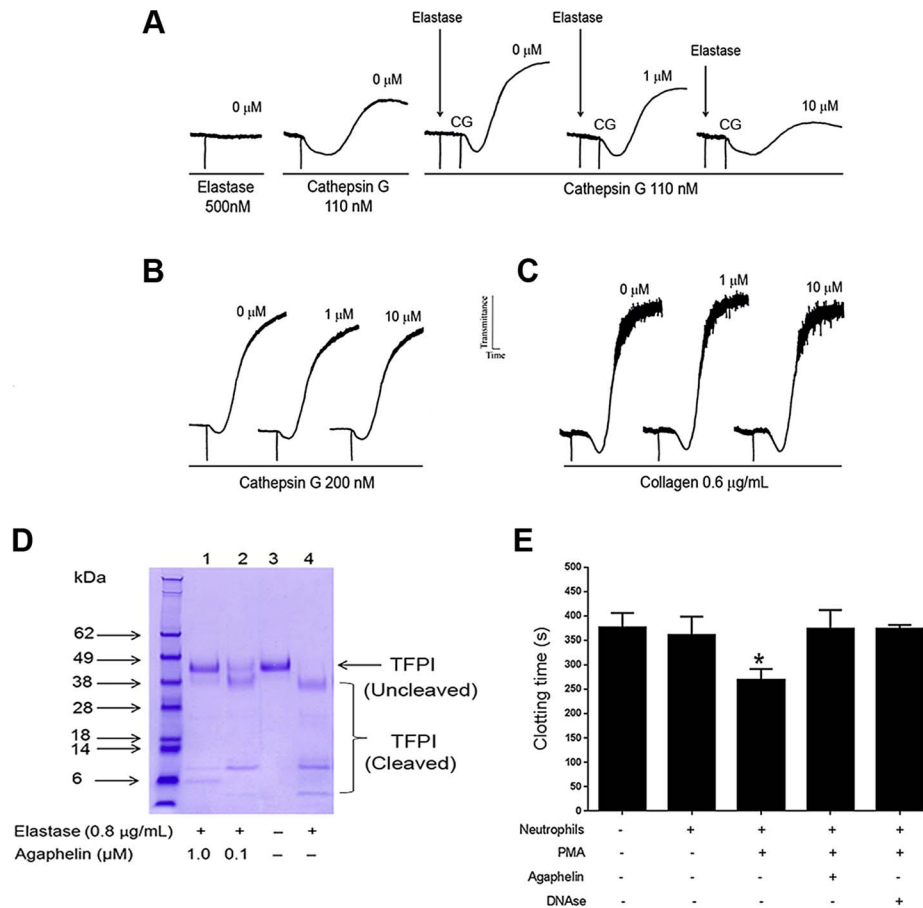 A
Elastase
Elastase
Elastase
0 μM
0 μM
0 μM
1 μM
10 μM
CG
CG
CG
Elastase
500nM
Cathepsin G
110 nM
Cathepsin G 110 nM
B
0 μM
1 μM
10 μM
Cathepsin G 200 nM
Transmittance
Time
C
0 μM
1 μM
10 μM
Collagen 0.6 μg/mL
D
1 2 3 4
kDa
62
49
38
28
18
14
6
TFPI
(Uncleaved)
TFPI
(Cleaved)
Elastase (0.8 μg/mL) + + – +
Agaphelin (μM) 1.0 0.1 – –
E
Clotting time (s)
500
450
400
350
300
250
200
150
100
50
0
*
Neutrophils - + + + +
PMA - - + + +
Agaphelin - - - + -
DNAse - - - - +